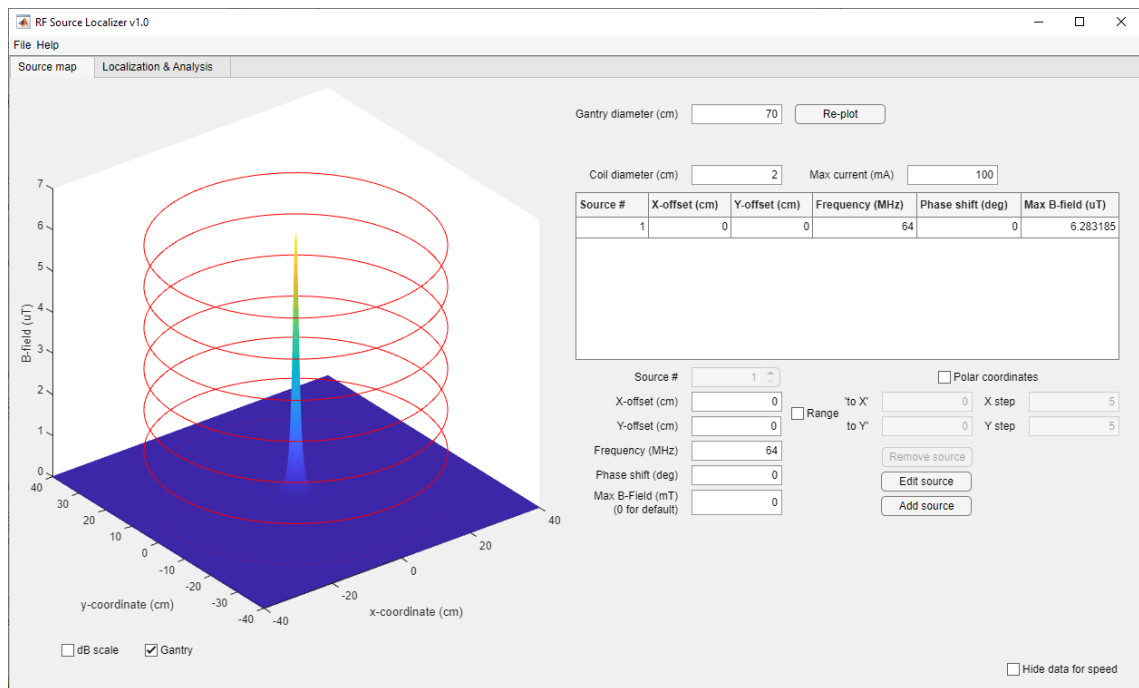 RF Source Localizer v1.0
File Help
Source map Localization & Analysis
Gantry diameter (cm) 70 Re-plot
Coil diameter (cm) 2 Max current (mA) 100
Source # X-offset (cm) Y-offset (cm) Frequency (MHz) Phase shift (deg) Max B-field (uT)
1 0 0 64 0 6.283185
7
6
5
4
3
2
1
0
B-field (uT)
40
30
20
10
0
-10
-20
-30
-40
y-coordinate (cm)
-40
-20
0
20
40
x-coordinate (cm)
Source # 1 Polar coordinates
X-offset (cm) 0 Range 'to X' 0 X step 5
Y-offset (cm) 0 to Y' 0 Y step 5
Frequency (MHz) 64 Remove source
Phase shift (deg) 0 Edit source
Max B-Field (mT) 0 Add source
(0 for default)
dB scale Gantry
Hide data for speed